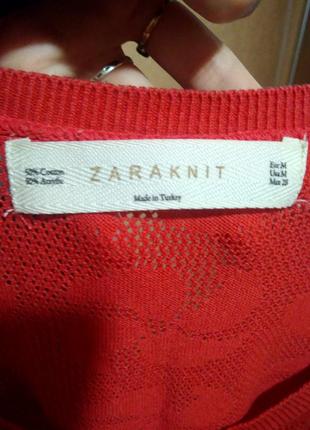 50% Cotton
50% Acrylic
ZARAKNIT
Made in Turkey
Eur M
Usa M
Mex 28